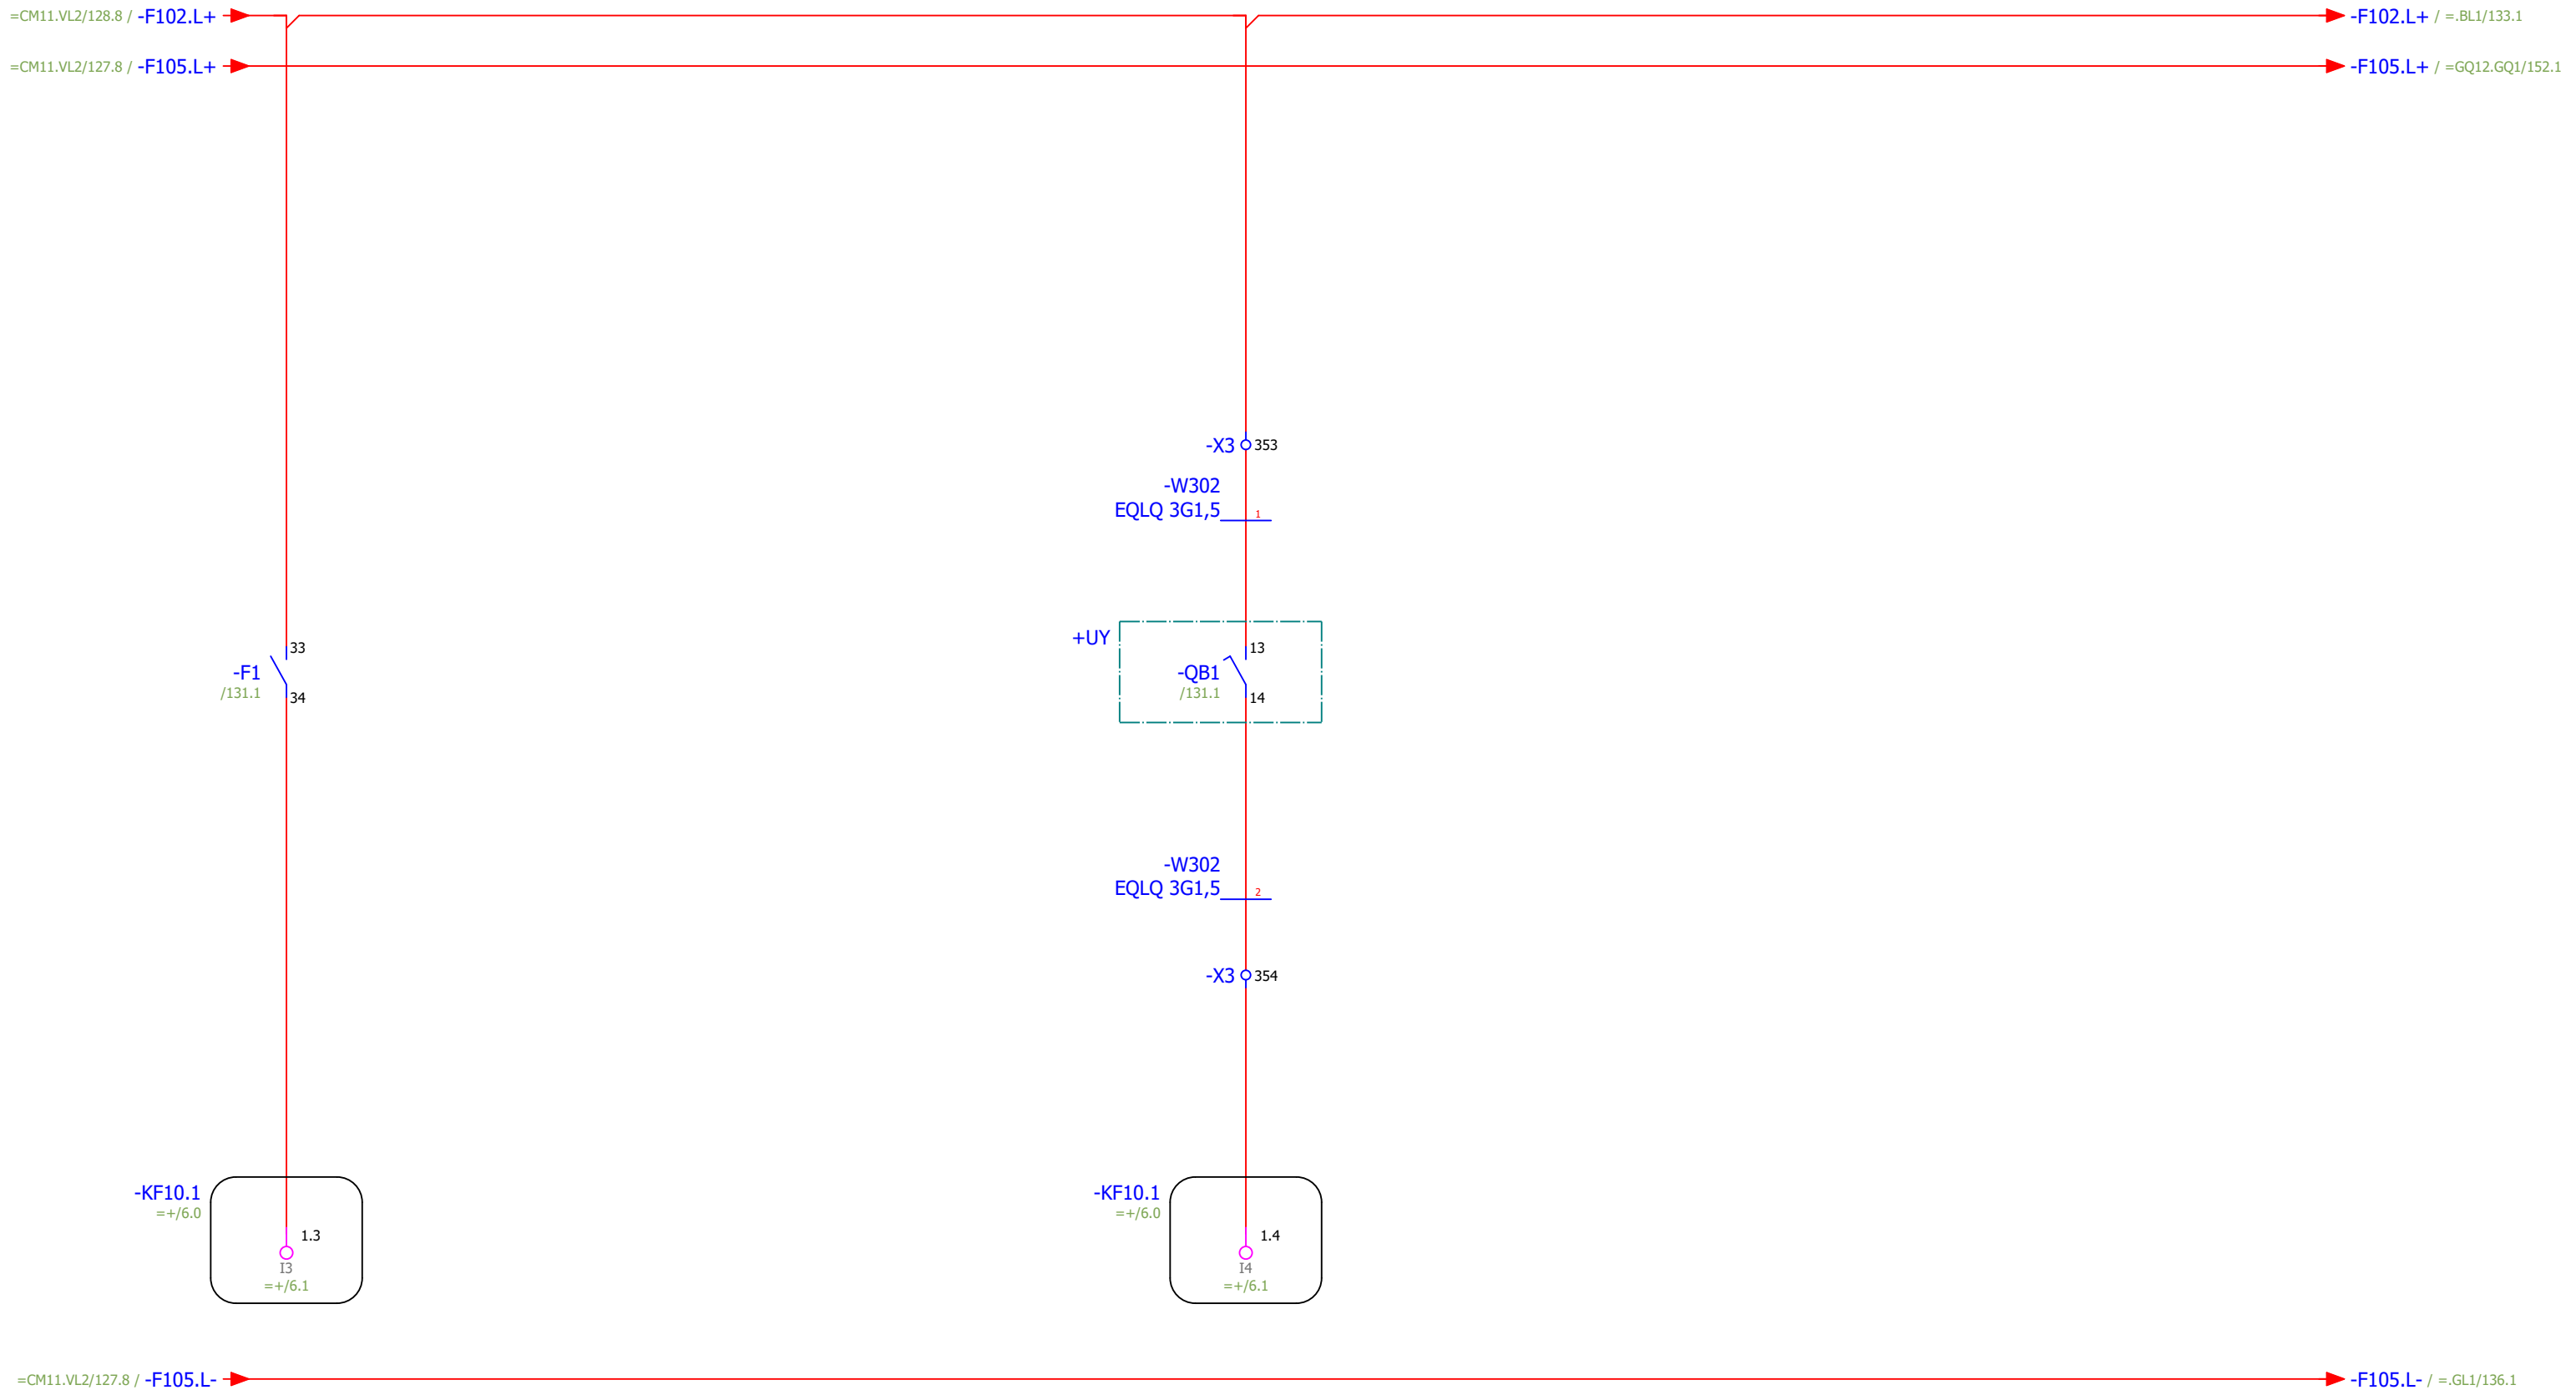 =CM11.VL2/128.8 / -F102.L+
-F102.L+ / =.BL1/133.1
=CM11.VL2/127.8 / -F105.L+
-F105.L+ / =GQ12.GQ1/152.1
-X3 353
-W302
EQLQ 3G1,5 1
+UY
33
-F1
/131.1
34
13
-QB1
/131.1
14
-W302
EQLQ 3G1,5 2
-X3 354
-KF10.1
=+/6.0
1.3
I3
=+/6.1
-KF10.1
=+/6.0
1.4
I4
=+/6.1
=CM11.VL2/127.8 / -F105.L-
-F105.L- / =.GL1/136.1